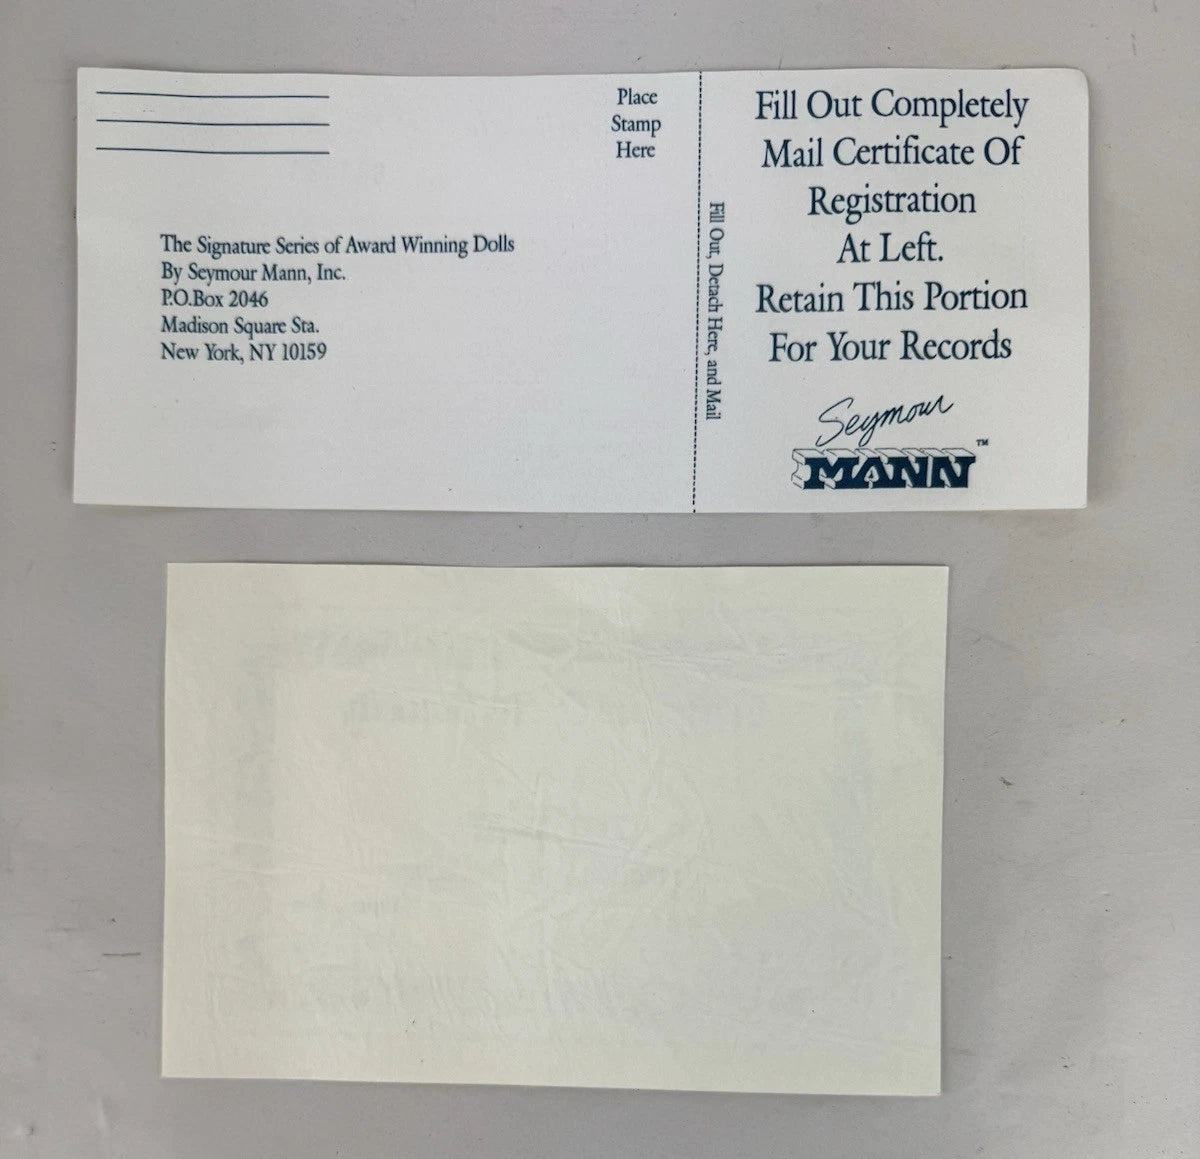 Place
Stamp
Here
The Signature Series of Award Winning Dolls
By Seymour Mann, Inc.
P.O.Box 2046
Madison Square Sta.
New York, NY 10159
Fill Out, Detach Here, and Mail
Fill Out Completely
Mail Certificate Of
Registration
At Left.
Retain This Portion
For Your Records
Seymour
MANN™